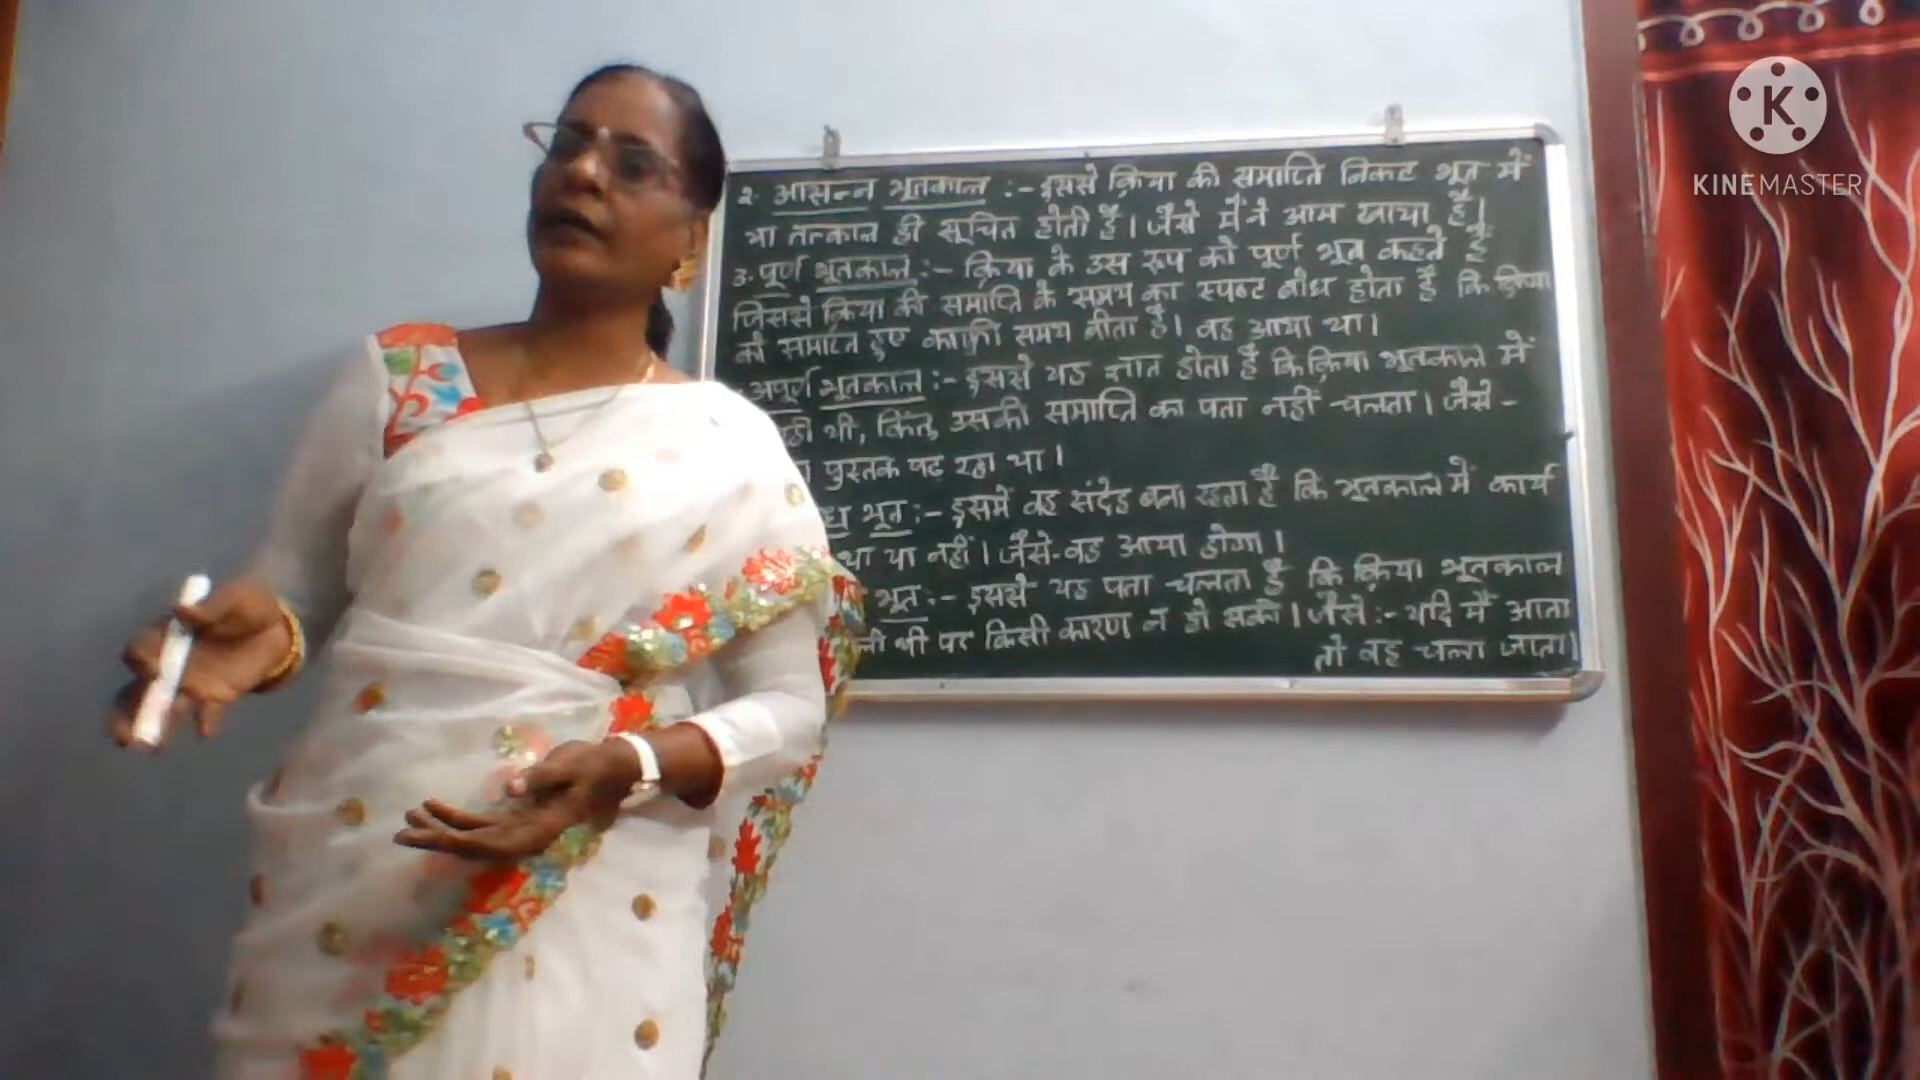 २. आसन्न भूतकाल :- इससे क्रिया की समाप्ति निकट भूत में
या तत्काल ही सूचित होती है। जैसे मैंने आम खाया है।
3. पूर्ण भूतकाल :- क्रिया के उस रूप को पूर्ण भूत कहते हैं
जिससे क्रिया की समाप्ति के समय का स्पष्ट बोध होता है कि क्रिया
को समाप्त हुए काफी समय बीता है। वह आया था।
अपूर्ण भूतकाल :- इससे यह ज्ञात होता है कि क्रिया भूतकाल में
थी, किंतु उसकी समाप्ति का पता नहीं चलता। जैसे -
पुस्तक पढ़ रहा था।
भूत :- इसमें वह संदेह बना रहता है कि भूतकाल में कार्य
था या नहीं। जैसे-वह आया होगा।
भूत :- इससे यह पता चलता है कि क्रिया भूतकाल
थी पर किसी कारण न हो सकी। जैसे :- यदि मैं आता
तो वह चला जाता।
KINEMASTER